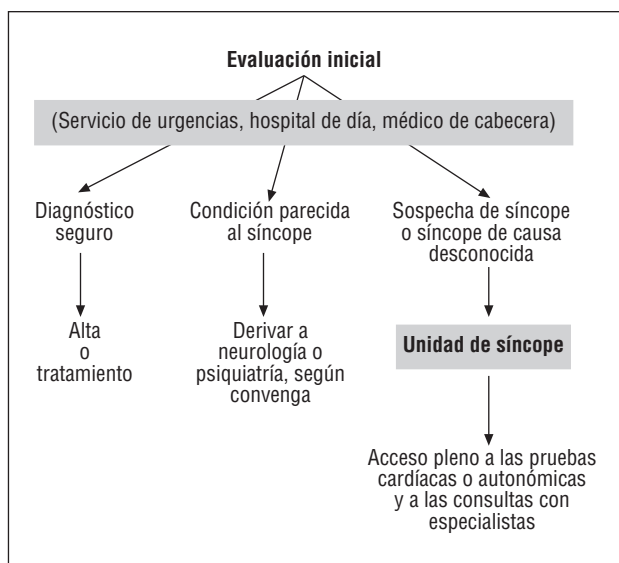 Evaluación inicial
(Servicio de urgencias, hospital de día, médico de cabecera)
Diagnóstico
seguro
Alta
o
tratamiento
Condición parecida
al síncope
Derivar a
neurología o
psiquiatría, según
convenga
Sospecha de síncope
o síncope de causa
desconocida
Unidad de síncope
Acceso pleno a las pruebas
cardíacas o autonómicas
y a las consultas con
especialistas